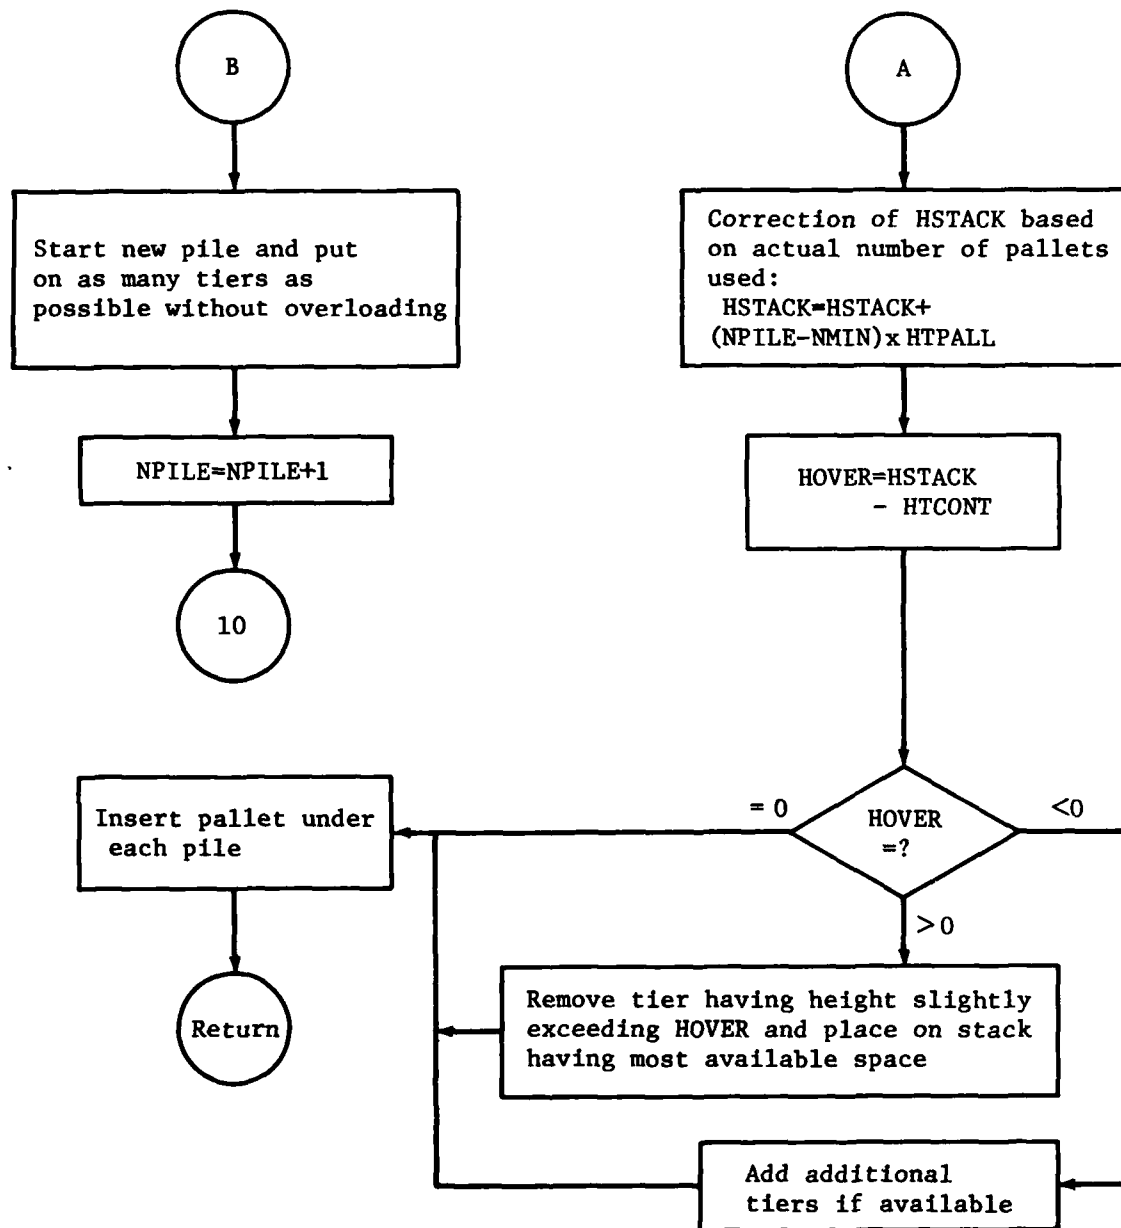 B
Start new pile and put
on as many tiers as
possible without overloading
NPILE=NPILE+1
10
A
Correction of HSTACK based
on actual number of pallets
used:
HSTACK=HSTACK+
(NPILE-NMIN)x HTPALL
HOVER=HSTACK
- HTCONT
HOVER
=?
= 0
<0
>0
Insert pallet under
each pile
Return
Remove tier having height slightly
exceeding HOVER and place on stack
having most available space
Add additional
tiers if available